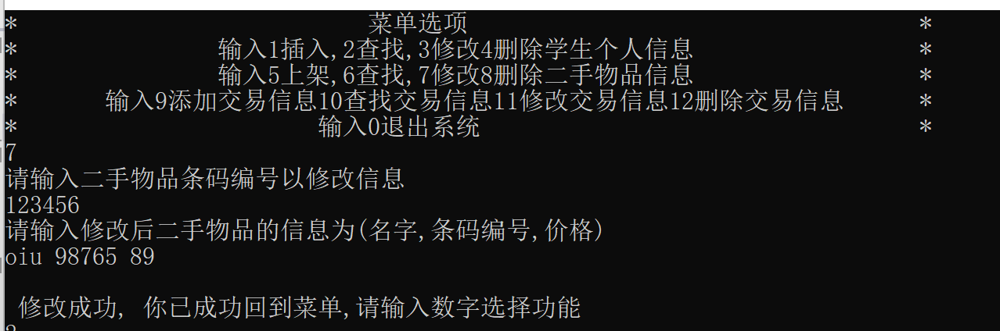 * 菜单选项 *
* 输入1插入,2查找,3修改4删除学生个人信息 *
* 输入5上架,6查找,7修改8删除二手物品信息 *
* 输入9添加交易信息10查找交易信息11修改交易信息12删除交易信息 *
* 输入0退出系统 *
7
请输入二手物品条码编号以修改信息
123456
请输入修改后二手物品的信息为(名字,条码编号,价格)
oiu 98765 89
修改成功, 你已成功回到菜单,请输入数字选择功能